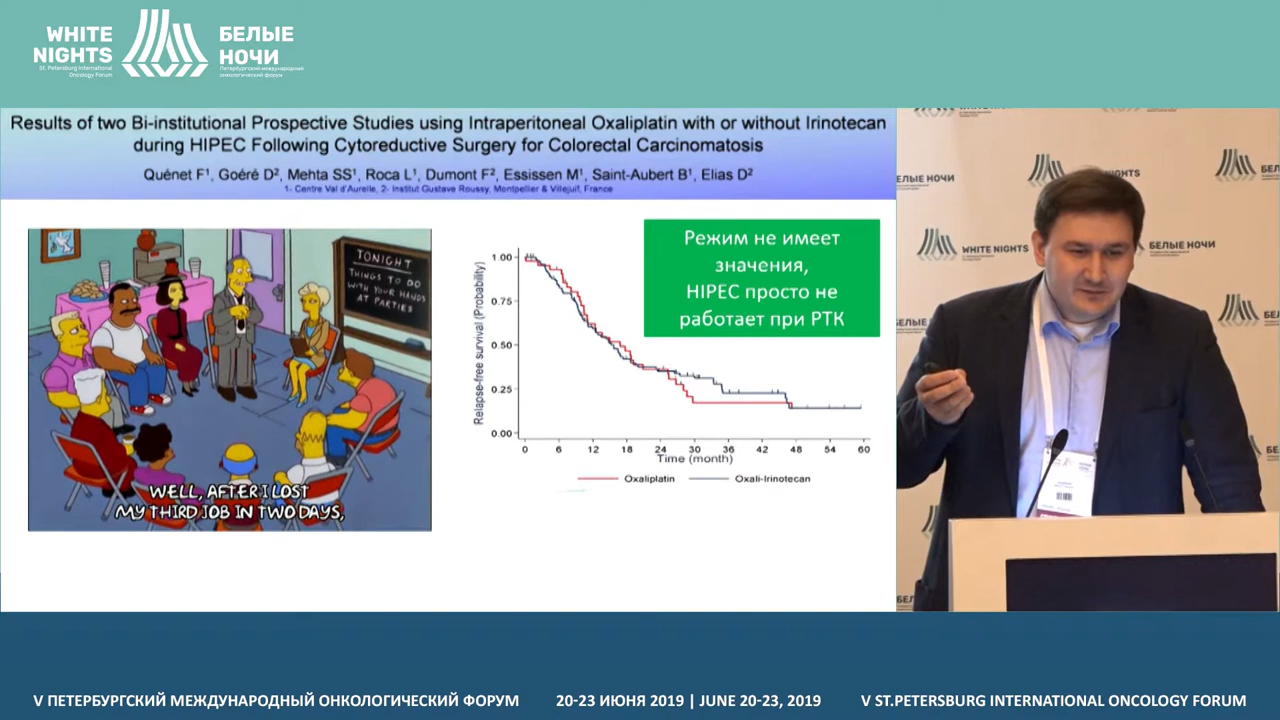 WHITE
NIGHTS
St. Petersburg International
Oncology Forum
БЕЛЫЕ
НОЧИ
Петербургский международный
онкологический форум
Results of two Bi-institutional Prospective Studies using Intraperitoneal Oxaliplatin with or without Irinotecan
during HIPEC Following Cytoreductive Surgery for Colorectal Carcinomatosis
Quénet F¹, Goéré D², Mehta SS¹, Roca L¹, Dumont F², Essissen M¹, Saint-Aubert B¹, Elias D²
1- Centre Val d'Aurelle, 2- Institut Gustave Roussy, Montpellier & Villejuif, France
TONIGHT
THINGS TO DO
WITH YOUR HANDS
AT PARTIES
WELL, AFTER I LOST
MY THIRD JOB IN TWO DAYS,
Режим не имеет
значения,
HIPEC просто не
работает при РТК
Relapse-free survival (Probability)
1.00
0.75
0.50
0.25
0.00
0 6 12 18 24 30 36 42 48 54 60
Time (month)
Oxaliplatin Oxali-Irinotecan
БЕЛЫЕ НОЧИ
WHITE NIGHTS
БЕЛЫЕ НОЧИ
V ПЕТЕРБУРГСКИЙ МЕЖДУНАРОДНЫЙ ОНКОЛОГИЧЕСКИЙ ФОРУМ
20-23 ИЮНЯ 2019 | JUNE 20-23, 2019
V ST.PETERSBURG INTERNATIONAL ONCOLOGY FORUM